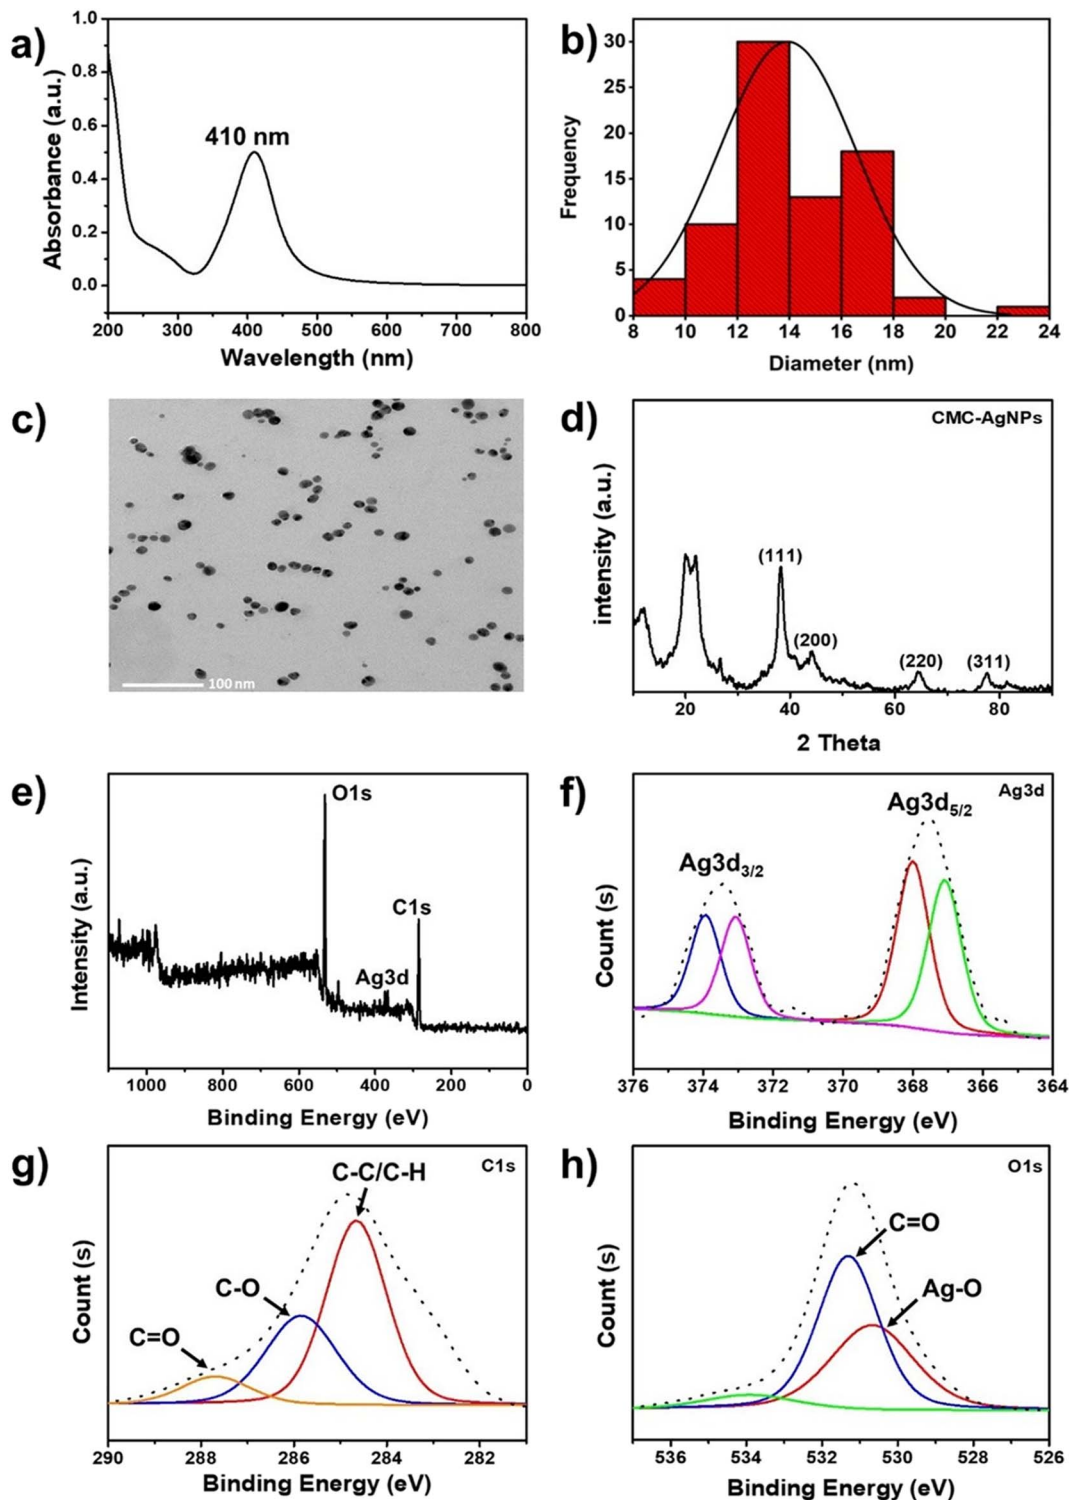 a)
Absorbance (a.u.)
1.0
0.8
0.6
0.4
0.2
0.0
410 nm
200 300 400 500 600 700 800
Wavelength (nm)
b)
Frequency
30
25
20
15
10
5
0
8 10 12 14 16 18 20 22 24
Diameter (nm)
c)
100 nm
d)
CMC-AgNPs
intensity (a.u.)
(111)
(200)
(220)
(311)
20 40 60 80
2 Theta
e)
Intensity (a.u.)
O1s
C1s
Ag3d
1000 800 600 400 200 0
Binding Energy (eV)
f)
Ag3d
Count (s)
Ag3d5/2
Ag3d3/2
376 374 372 370 368 366 364
Binding Energy (eV)
g)
C1s
Count (s)
C-C/C-H
C-O
C=O
290 288 286 284 282
Binding Energy (eV)
h)
O1s
Count (s)
C=O
Ag-O
536 534 532 530 528 526
Binding Energy (eV)